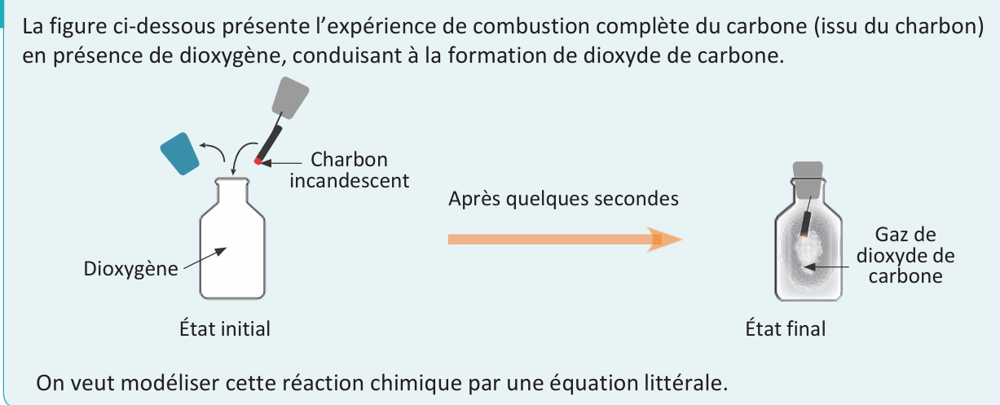 La figure ci-dessous présente l’expérience de combustion complète du carbone (issu du charbon)
en présence de dioxygène, conduisant à la formation de dioxyde de carbone.
Charbon
incandescent
Dioxygène
État initial
Après quelques secondes
Gaz de
dioxyde de
carbone
État final
On veut modéliser cette réaction chimique par une équation littérale.